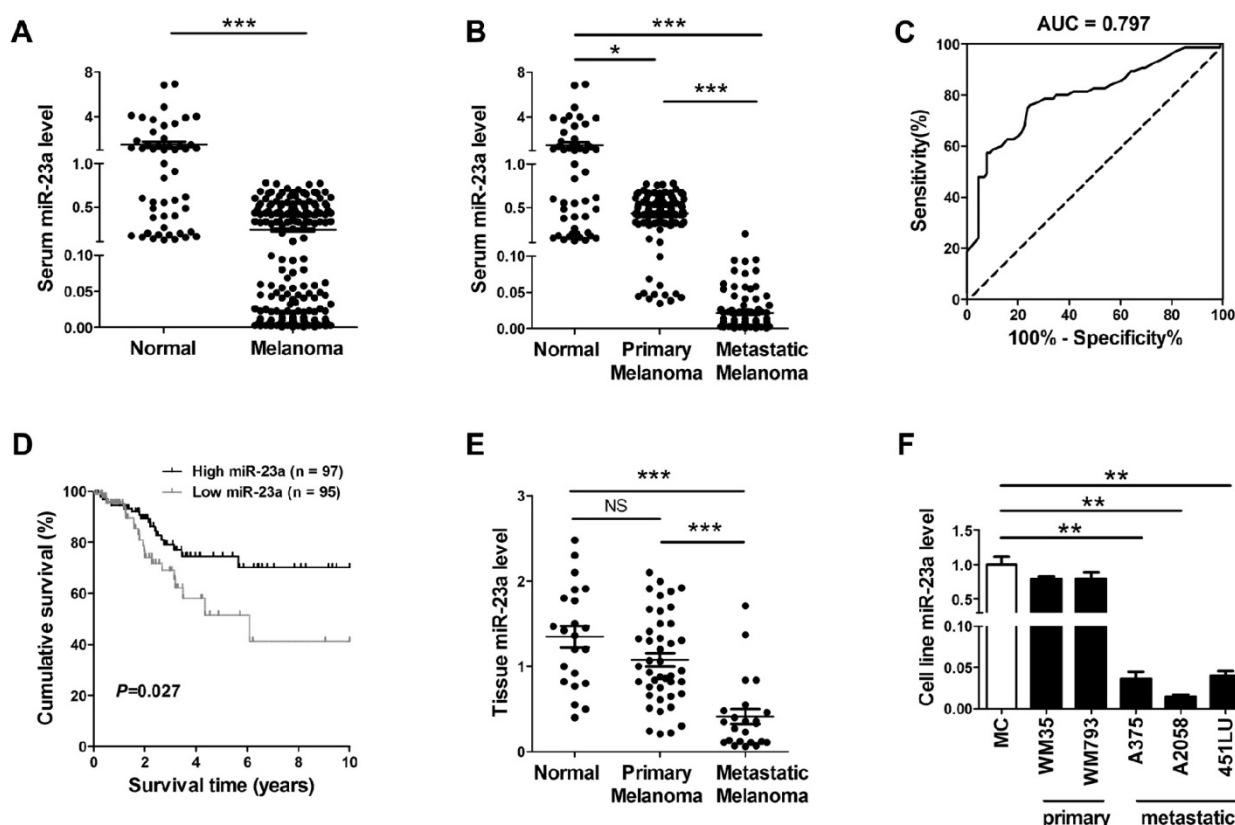 A
***
Serum miR-23a level
8
4
1.0
0.5
0.10
0.05
0.00
Normal
Melanoma
B
***
*
***
Serum miR-23a level
8
4
1.0
0.5
0.10
0.05
0.00
Normal
Primary
Melanoma
Metastatic
Melanoma
C
AUC = 0.797
Sensitivity(%)
100
80
60
40
20
0
0 20 40 60 80 100
100% - Specificity%
D
High miR-23a (n = 97)
Low miR-23a (n = 95)
Cumulative survival (%)
100
80
60
40
20
0
P=0.027
0 2 4 6 8 10
Survival time (years)
E
***
NS
***
Tissue miR-23a level
3
2
1
0
Normal
Primary
Melanoma
Metastatic
Melanoma
F
**
**
**
Cell line miR-23a level
1.0
0.5
0.10
0.05
0.00
MC
WM35
WM793
A375
A2058
451LU
primary
metastatic